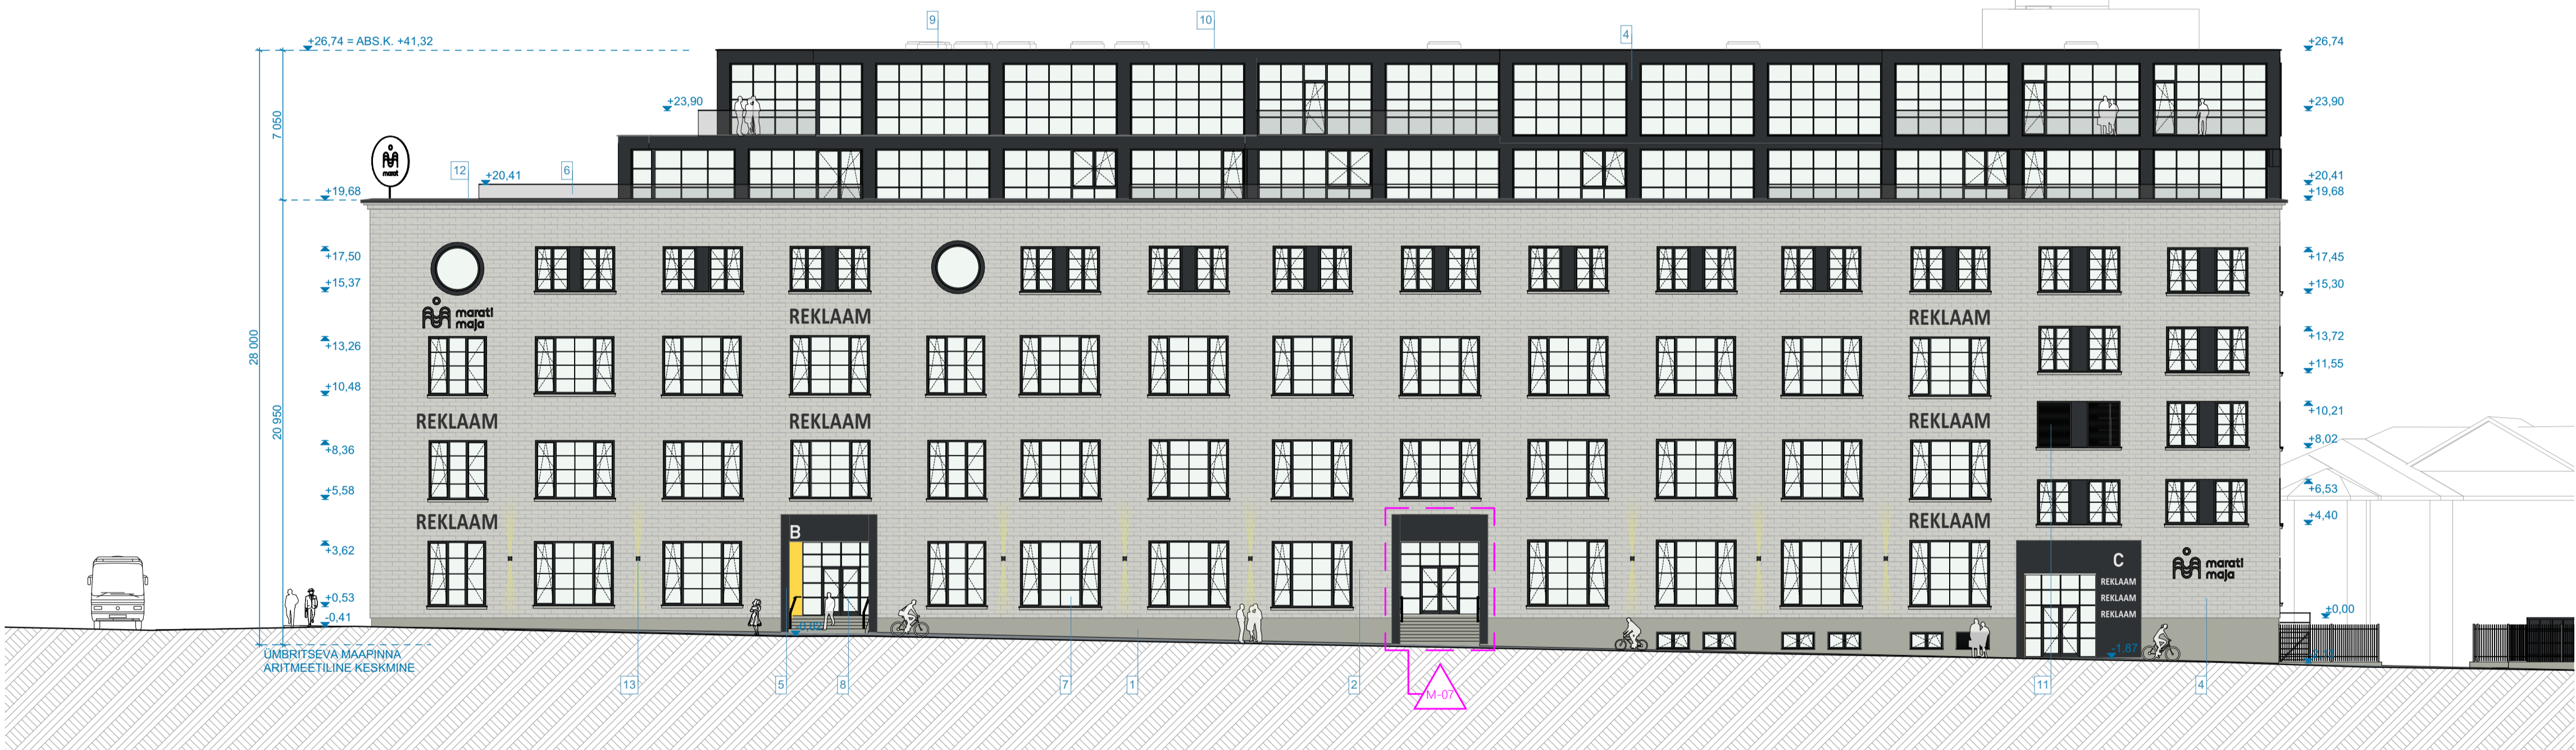 9
10
4
+26,74 = ABS.K. +41,32
+26,74
7 050
28 000
20 950
+23,90
+23,90
marat
12
6
+20,41
+20,41
+19,68
+19,68
+17,50
+15,37
+17,45
+15,30
marati
maja
REKLAAM
REKLAAM
+13,26
+10,48
+13,72
+11,55
REKLAAM
REKLAAM
REKLAAM
+10,21
+8,02
+8,36
+5,58
+6,53
+4,40
REKLAAM
REKLAAM
B
+3,62
C
REKLAAM
REKLAAM
REKLAAM
marati
maja
+0,53
-0,41
+0,00
-1.87
ÜMBRITSEVA MAAPINNA
ARITMEETILINE KESKMINE
13
5
8
7
1
2
M-07
11
4